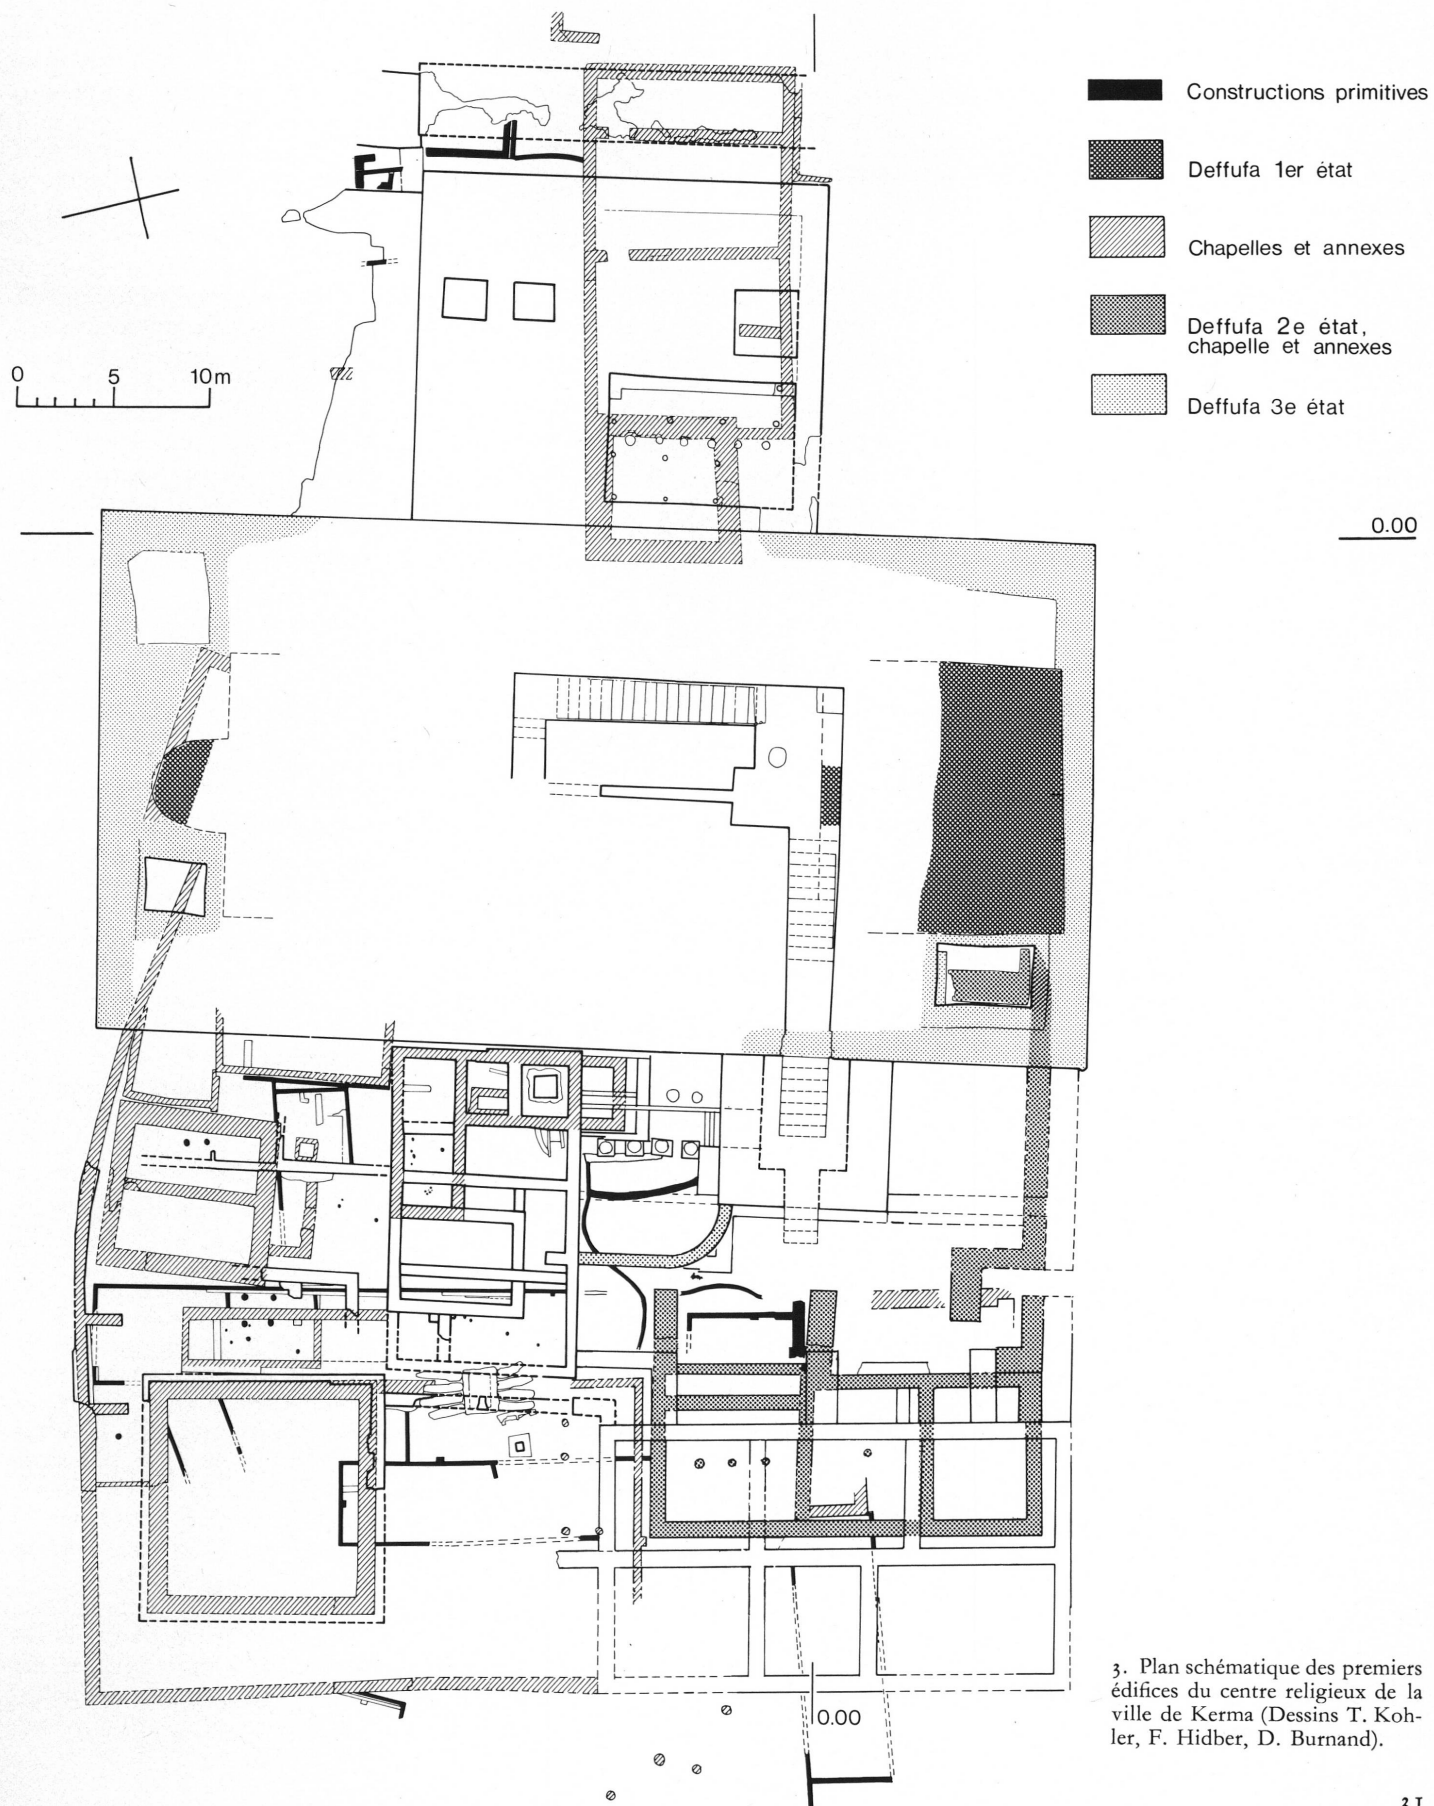 Constructions primitives
Deffufa 1er état
Chapelles et annexes
Deffufa 2e état,
chapelle et annexes
Deffufa 3e état
0 5 10m
0.00
0.00
3. Plan schématique des premiers
édifices du centre religieux de la
ville de Kerma (Dessins T. Koh-
ler, F. Hidber, D. Burnand).